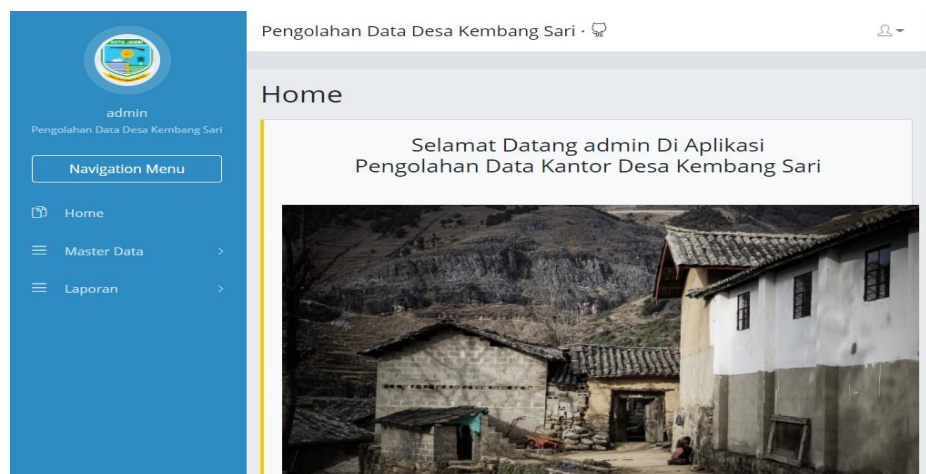 Pengolahan Data Desa Kembang Sari ·
admin
Pengolahan Data Desa Kembang Sari
Navigation Menu
Home
Master Data
Laporan
Home
Selamat Datang admin Di Aplikasi
Pengolahan Data Kantor Desa Kembang Sari